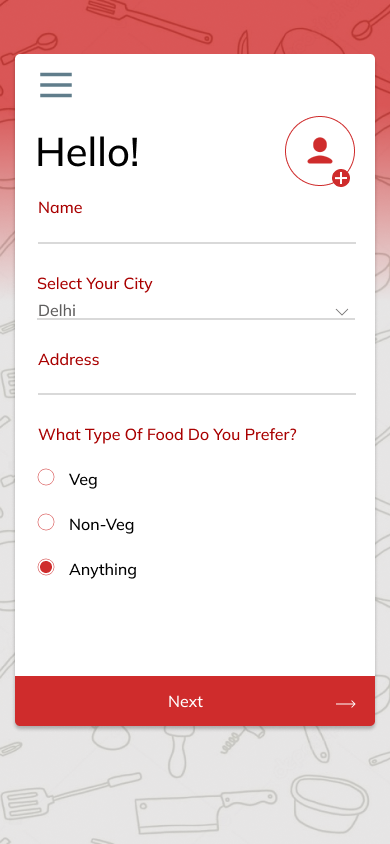 Hello!
Name
Select Your City
Delhi
Address
What Type Of Food Do You Prefer?
Veg
Non-Veg
Anything
Next